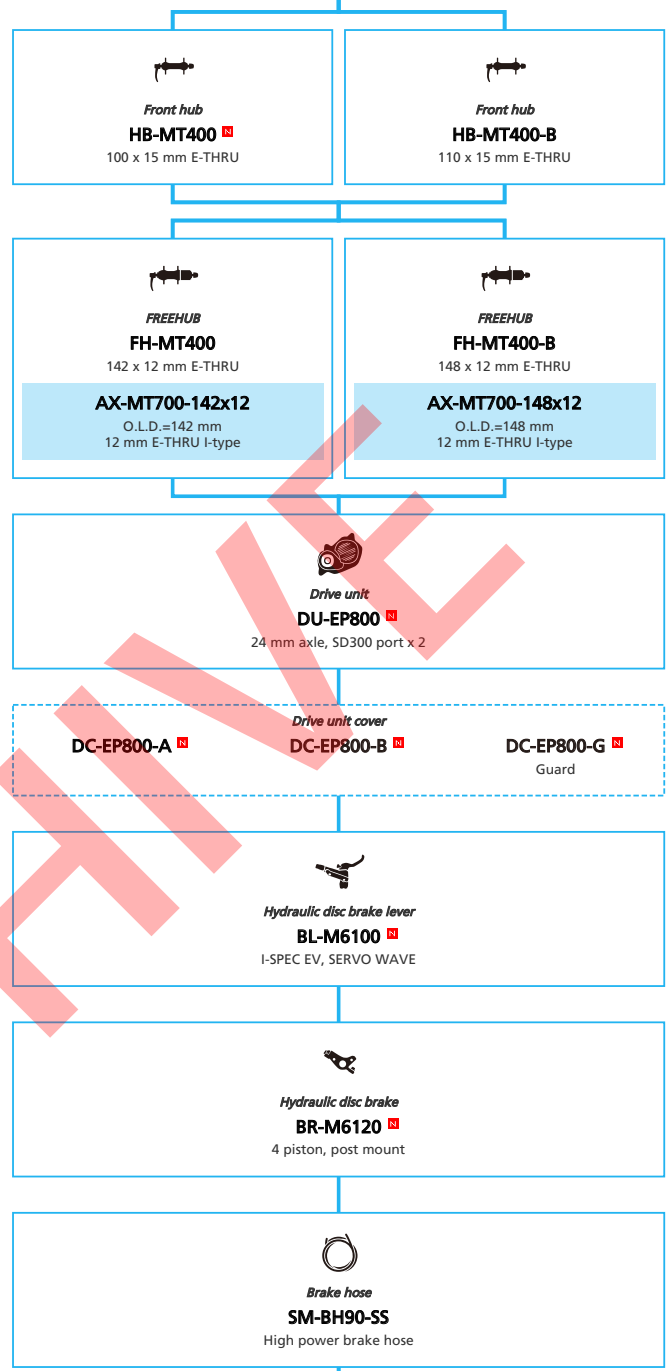 Front hub
HB-MT400 N
100 x 15 mm E-THRU
Front hub
HB-MT400-B
110 x 15 mm E-THRU
FREEHUB
FH-MT400
142 x 12 mm E-THRU
AX-MT700-142x12
O.L.D.=142 mm
12 mm E-THRU I-type
FREEHUB
FH-MT400-B
148 x 12 mm E-THRU
AX-MT700-148x12
O.L.D.=148 mm
12 mm E-THRU I-type
Drive unit
DU-EP800 N
24 mm axle, SD300 port x 2
Drive unit cover
DC-EP800-A N
DC-EP800-B N
DC-EP800-G N
Guard
Hydraulic disc brake lever
BL-M6100 N
I-SPEC EV, SERVO WAVE
Hydraulic disc brake
BR-M6120 N
4 piston, post mount
Brake hose
SM-BH90-SS
High power brake hose
HIVE